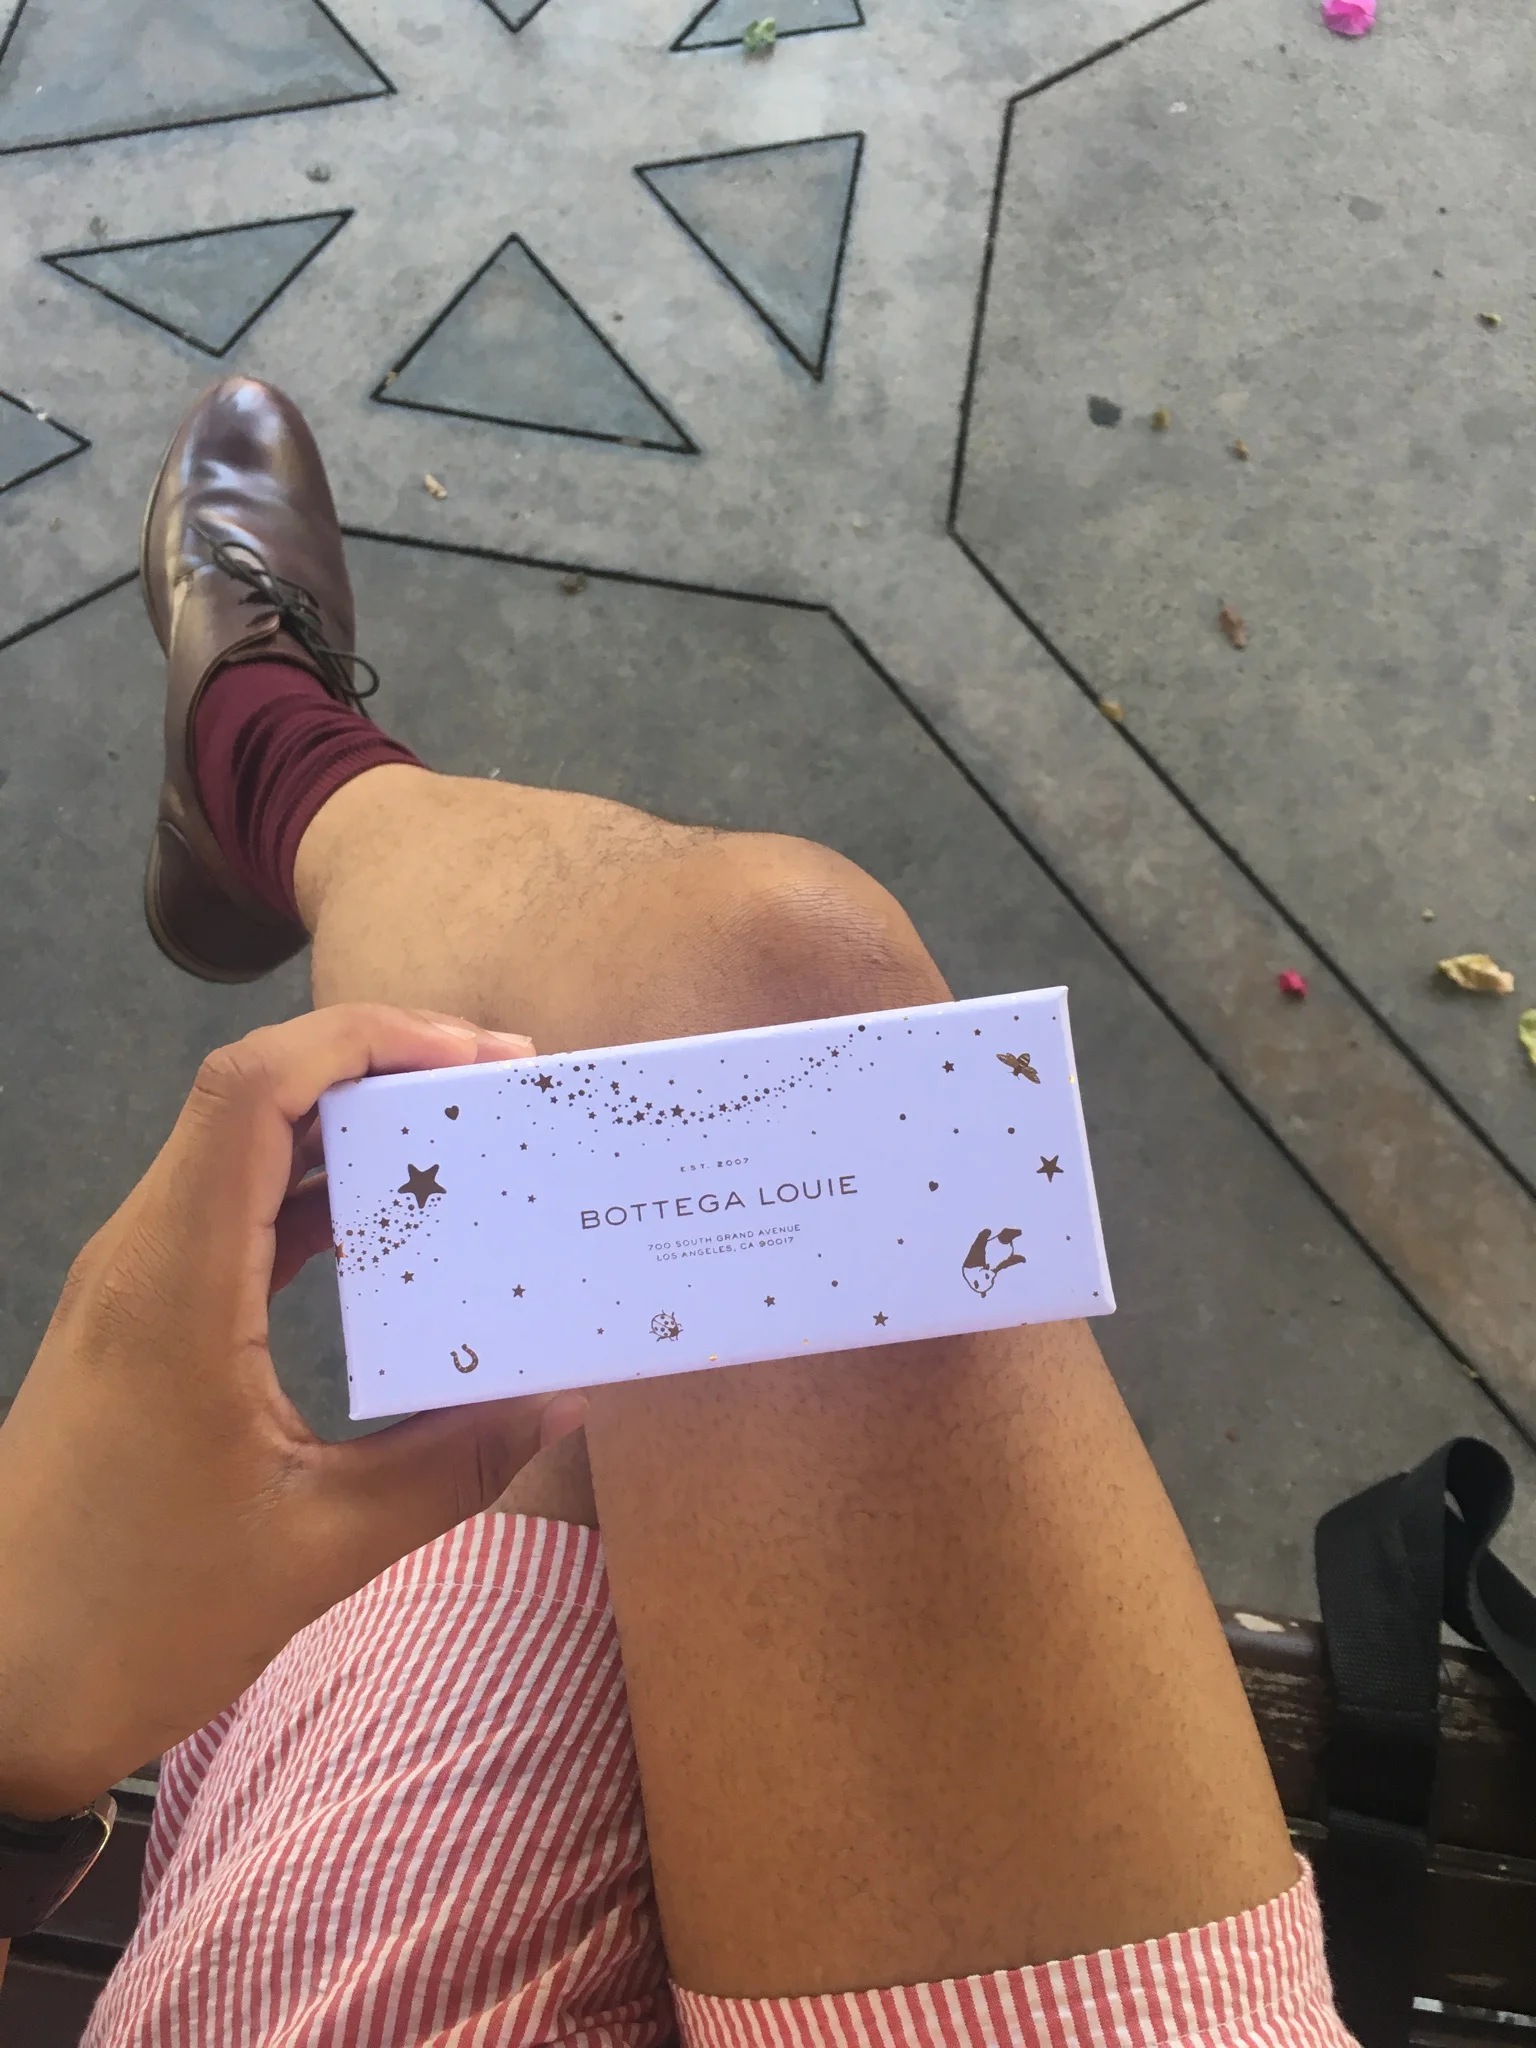 EST. 2007
BOTTEGA LOUIE
700 SOUTH GRAND AVENUE
LOS ANGELES, CA 90017